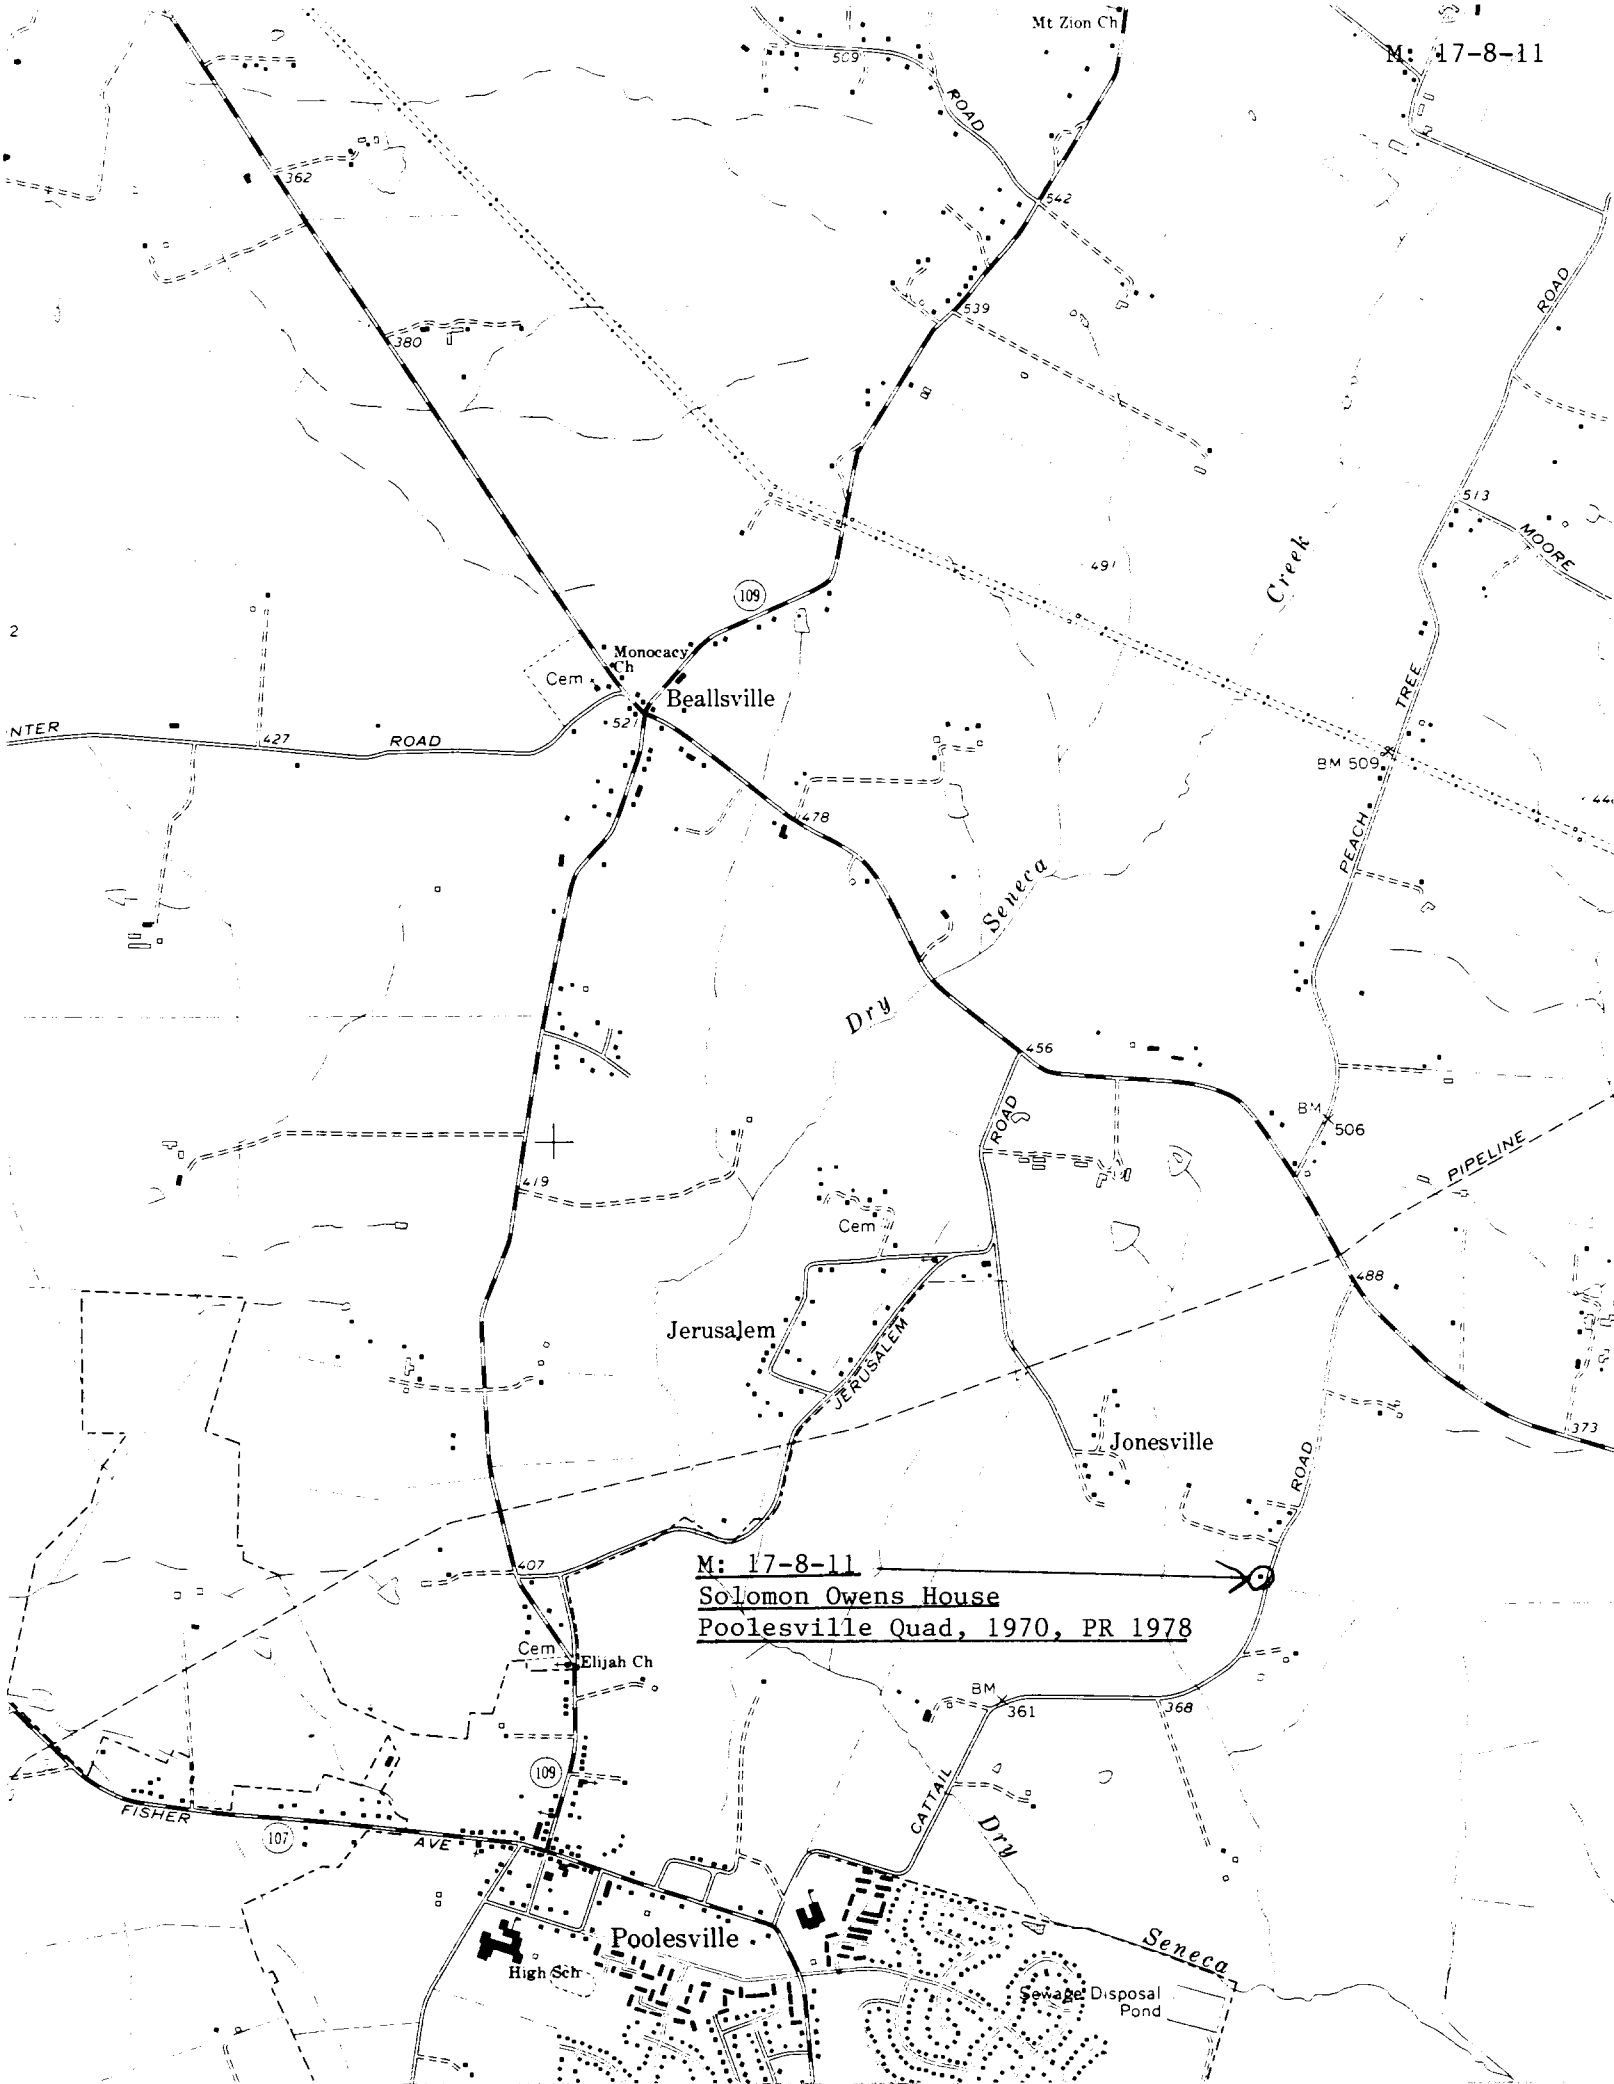 Mt Zion Ch
M: 17-8-11
509
ROAD
362
542
ROAD
539
380
513
MOORE
491
Creek
109
2
Monocacy
Ch
Cem
Beallsville
521
TREE
NTER
427
ROAD
BM 509
478
PEACH
Seneca
Dry
456
ROAD
BM
506
PIPELINE
419
Cem
488
Jerusalem
JERUSALEM
373
Jonesville
ROAD
407
M: 17-8-11
Solomon Owens House
Poolesville Quad, 1970, PR 1978
Cem
Elijah Ch
BM
361
368
109
CATTAIL
FISHER
107
AVE
Dry
Poolesville
High Sch
Seneca
Sewage Disposal
Pond